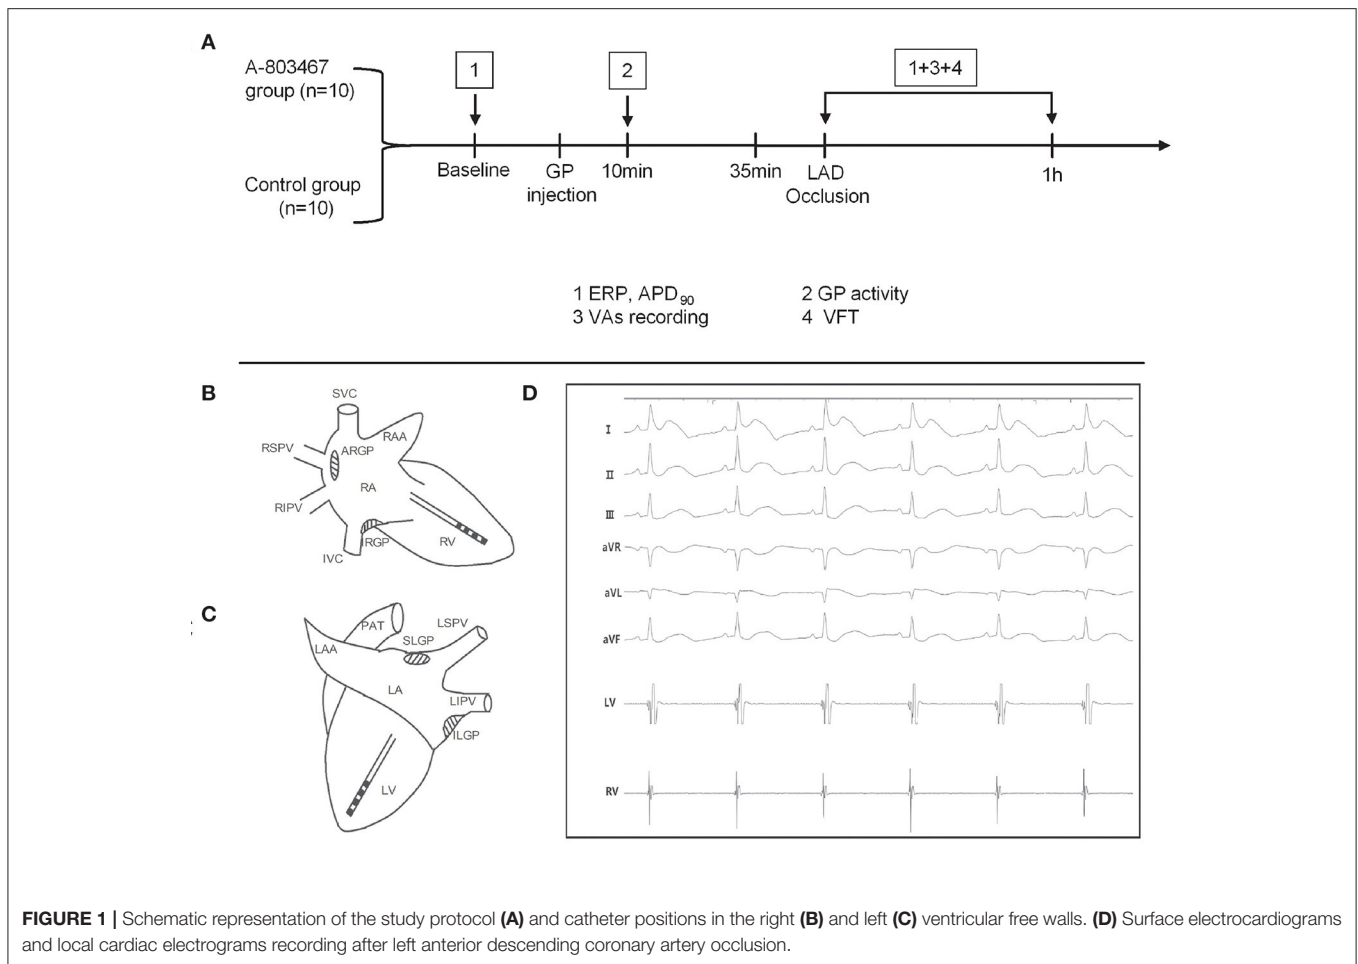 A
A-803467
group (n=10)
Control group
(n=10)
1
2
1+3+4
Baseline
GP
injection
10min
35min
LAD
Occlusion
1h
1 ERP, APD90
2 GP activity
3 VAs recording
4 VFT
B
SVC
RAA
RSPV
ARGP
RA
RIPV
IRGP
RV
IVC
C
PAT
LSPV
SLGP
LAA
LA
LIPV
ILGP
LV
D
I
II
III
aVR
aVL
aVF
LV
RV
FIGURE 1 | Schematic representation of the study protocol (A) and catheter positions in the right (B) and left (C) ventricular free walls. (D) Surface electrocardiograms
and local cardiac electrograms recording after left anterior descending coronary artery occlusion.